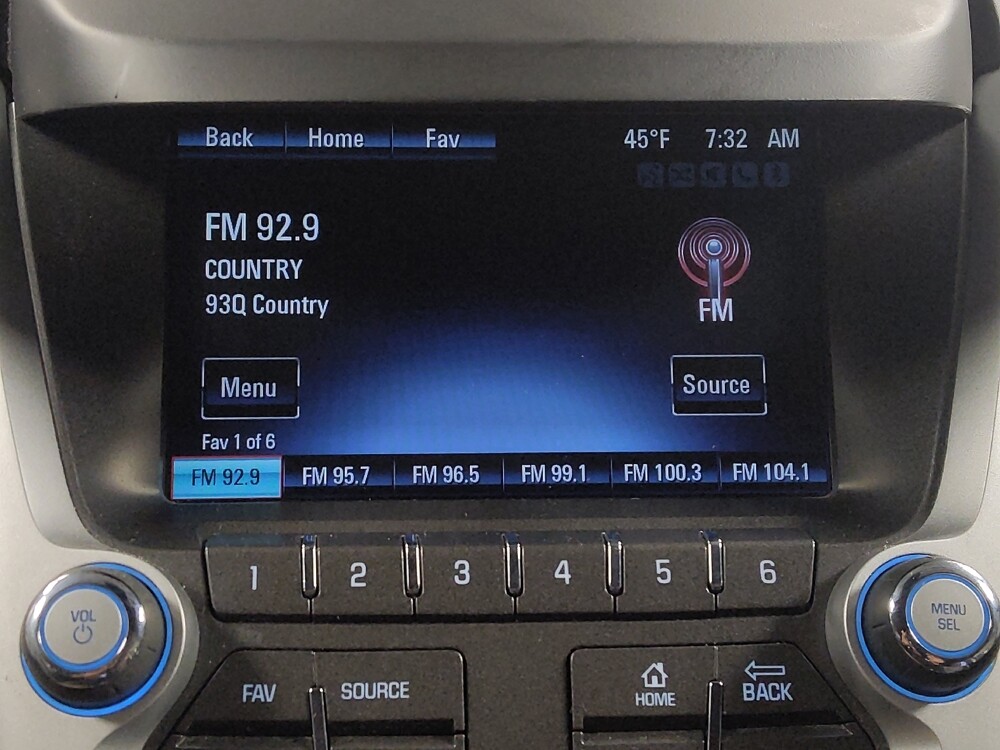 Back Home Fav 45°F 7:32 AM
FM 92.9
COUNTRY
93Q Country
FM
Menu
Source
Fav 1 of 6
FM 92.9 FM 95.7 FM 96.5 FM 99.1 FM 100.3 FM 104.1
1 2 3 4 5 6
VOL
MENU
SEL
FAV SOURCE
HOME
BACK